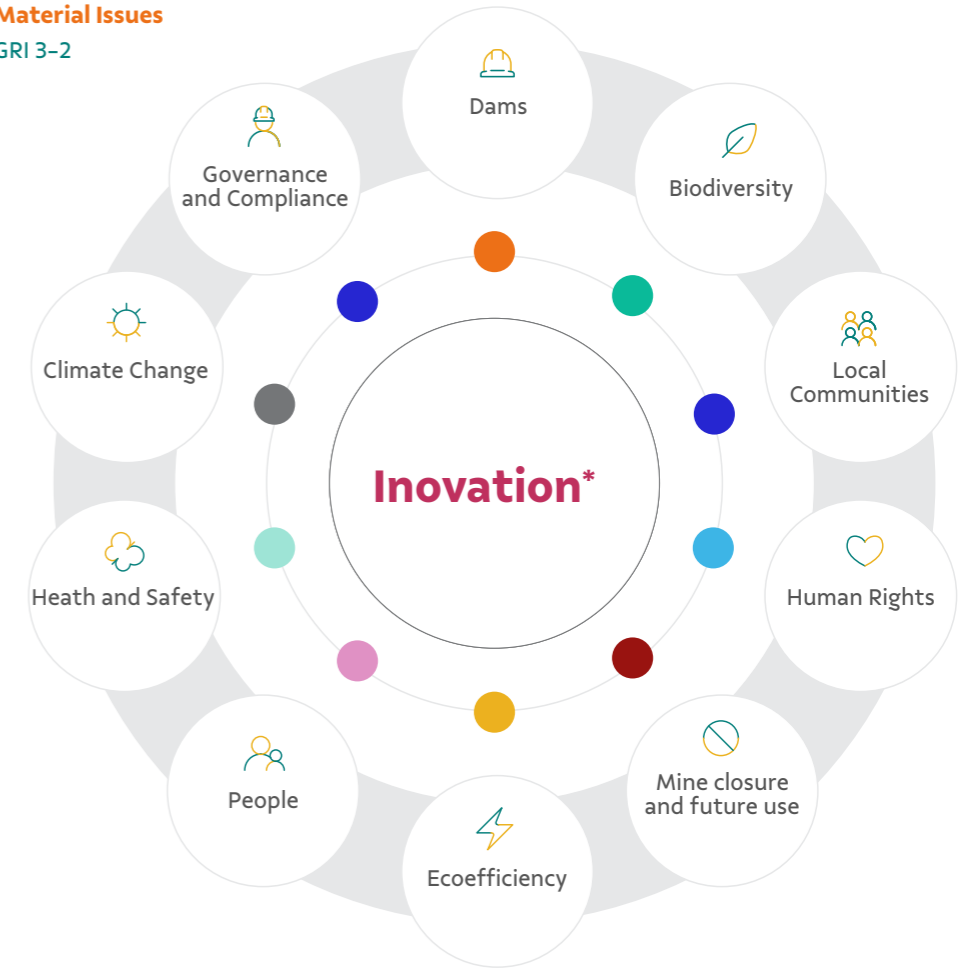 Material Issues
GRI 3-2
Dams
Governance
and Compliance
Biodiversity
Climate Change
Local
Communities
Inovation*
Heath and Safety
Human Rights
People
Mine closure
and future use
Ecoefficiency